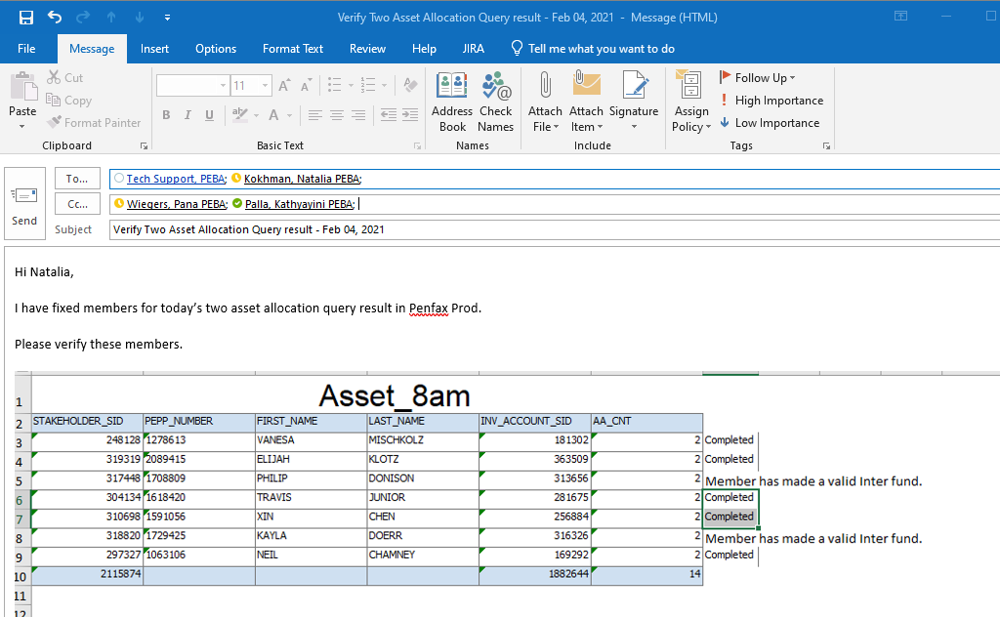 Verify Two Asset Allocation Query result - Feb 04, 2021 - Message (HTML)
File Message Insert Options Format Text Review Help JIRA Tell me what you want to do
Paste
Cut
Copy
Format Painter
Clipboard
11
A A
B I U ab A
Basic Text
Address Book
Check Names
Names
Attach File
Attach Item
Signature
Include
Assign Policy
Follow Up
High Importance
Low Importance
Tags
Send
To... Tech Support, PEBA; Kokhman, Natalia PEBA;
Cc... Wiegers, Pana PEBA; Palla, Kathyayini PEBA;
Subject Verify Two Asset Allocation Query result - Feb 04, 2021
Hi Natalia,
I have fixed members for today's two asset allocation query result in Penfax Prod.
Please verify these members.
1 Asset_8am
2 STAKEHOLDER_SID PEPP_NUMBER FIRST_NAME LAST_NAME INV_ACCOUNT_SID AA_CNT
3 248128 1278613 VANESA MISCHKOLZ 181302 2 Completed
4 319319 2089415 ELIJAH KLOTZ 363509 2 Completed
5 317448 1708809 PHILIP DONISON 313656 2 Member has made a valid Inter fund.
6 304134 1618420 TRAVIS JUNIOR 281675 2 Completed
7 310698 1591056 XIN CHEN 256884 2 Completed
8 318820 1729425 KAYLA DOERR 316326 2 Member has made a valid Inter fund.
9 297327 1063106 NEIL CHAMNEY 169292 2 Completed
10 2115874 1882644 14
11
12